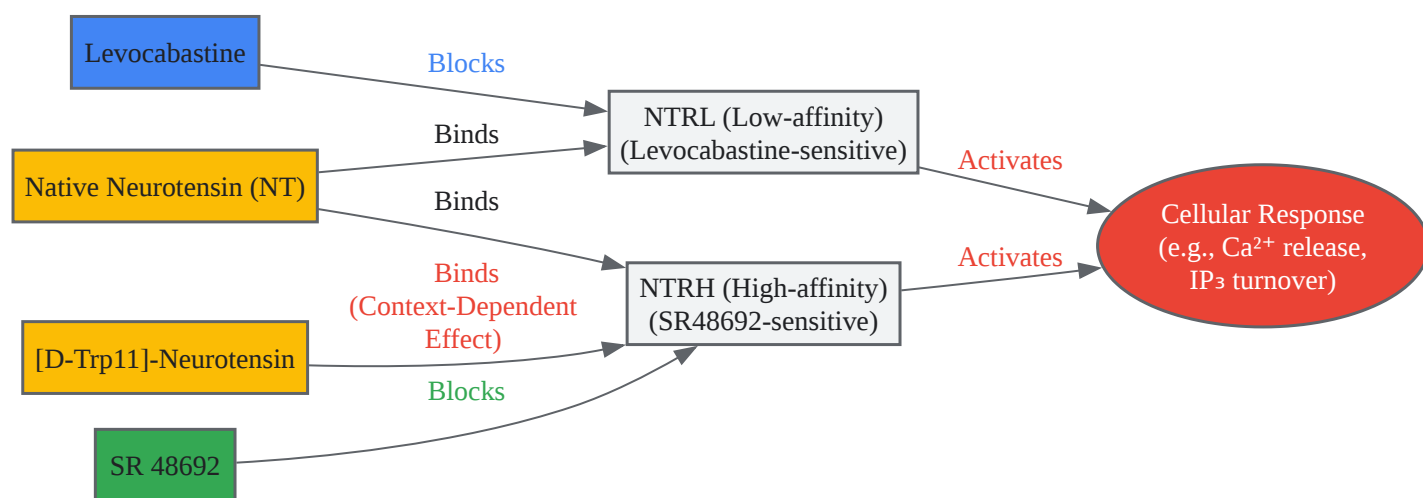 Levocabastine
Blocks
NTRL (Low-affinity)
(Levocabastine-sensitive)
Binds
Native Neurotensin (NT)
Binds
Activates
Cellular Response
(e.g., Ca²⁺ release,
IP₃ turnover)
Activates
NTRH (High-affinity)
(SR48692-sensitive)
Binds
(Context-Dependent
Effect)
[D-Trp11]-Neurotensin
Blocks
SR 48692